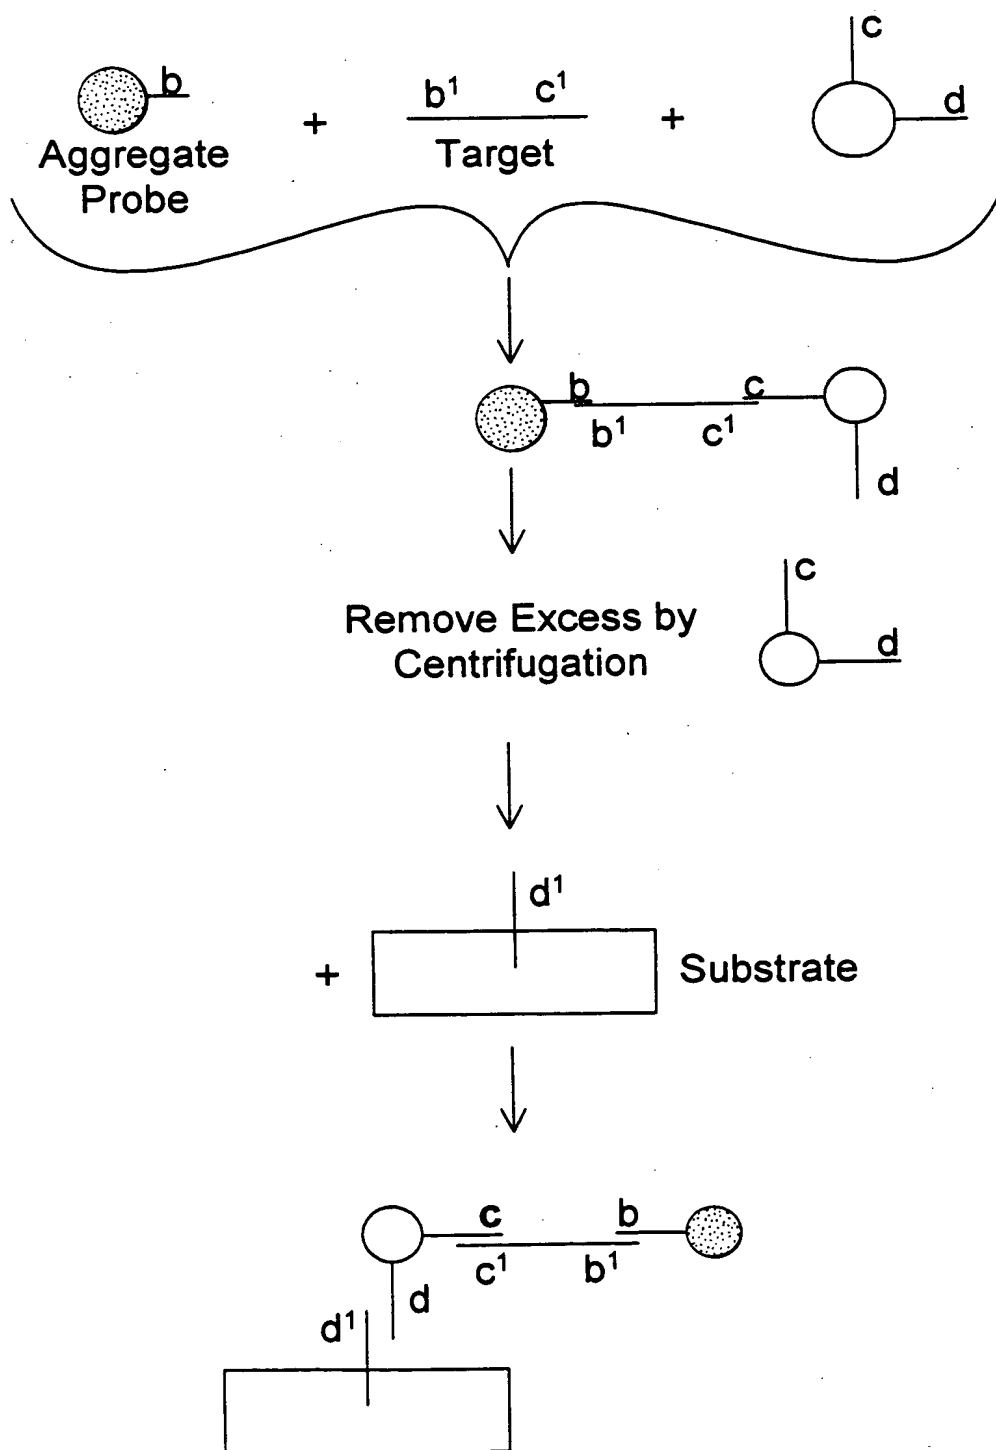 c
b
b¹ c¹
d
+
+
Aggregate
Probe
Target
b
c
b¹
c¹
d
c
Remove Excess by
Centrifugation
d
d¹
+
Substrate
c
b
c¹
b¹
d
d¹